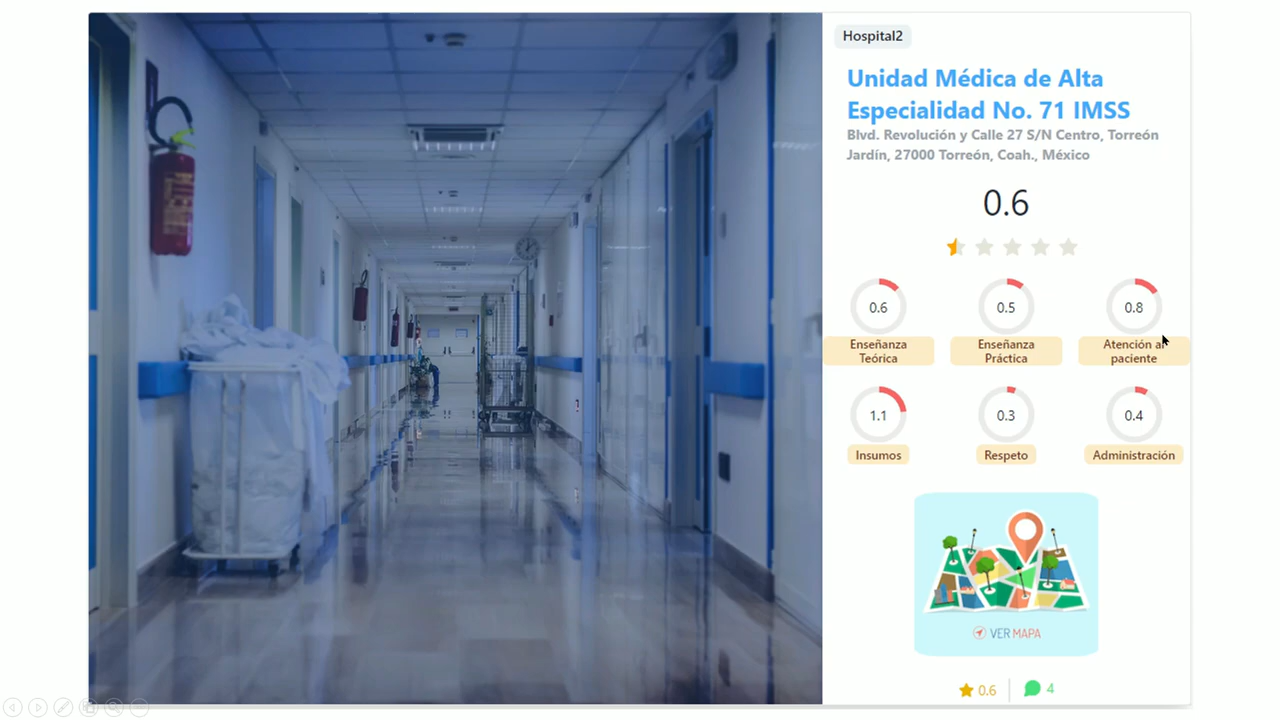 Hospital2
Unidad Médica de Alta
Especialidad No. 71 IMSS
Blvd. Revolución y Calle 27 S/N Centro, Torreón
Jardín, 27000 Torreón, Coah., México
0.6
0.6
0.5
0.8
Enseñanza
Teórica
Enseñanza
Práctica
Atención al
paciente
1.1
0.3
0.4
Insumos
Respeto
Administración
VER MAPA
0.6
4